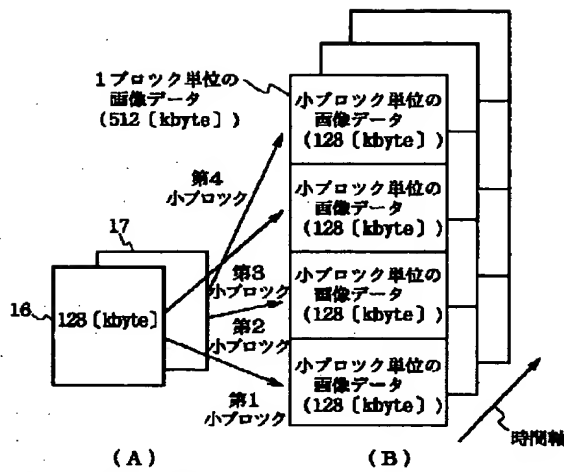 1ブロック単位の
画像データ
(512〔kbyte〕)
小ブロック単位の
画像データ
(128〔kbyte〕)
小ブロック単位の
画像データ
(128〔kbyte〕)
小ブロック単位の
画像データ
(128〔kbyte〕)
小ブロック単位の
画像データ
(128〔kbyte〕)
第4
小ブロック
第3
小ブロック
第2
小ブロック
第1
小ブロック
17
16
128〔kbyte〕
時間軸
(A)
(B)